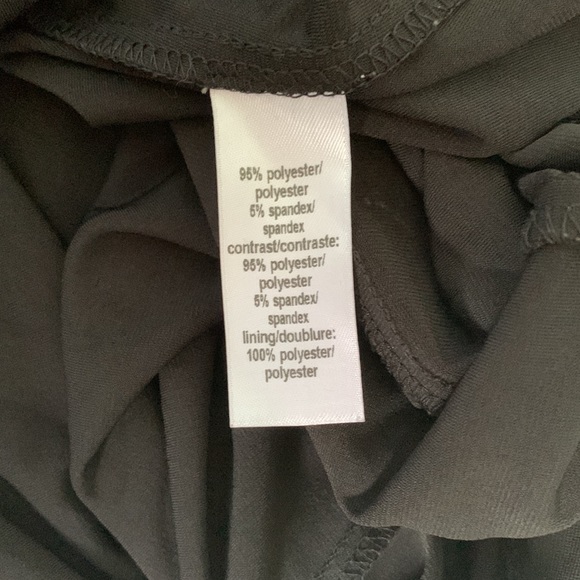 95% polyester/
polyester
5% spandex/
spandex
contrast/contraste:
95% polyester/
polyester
5% spandex/
spandex
lining/doublure:
100% polyester/
polyester